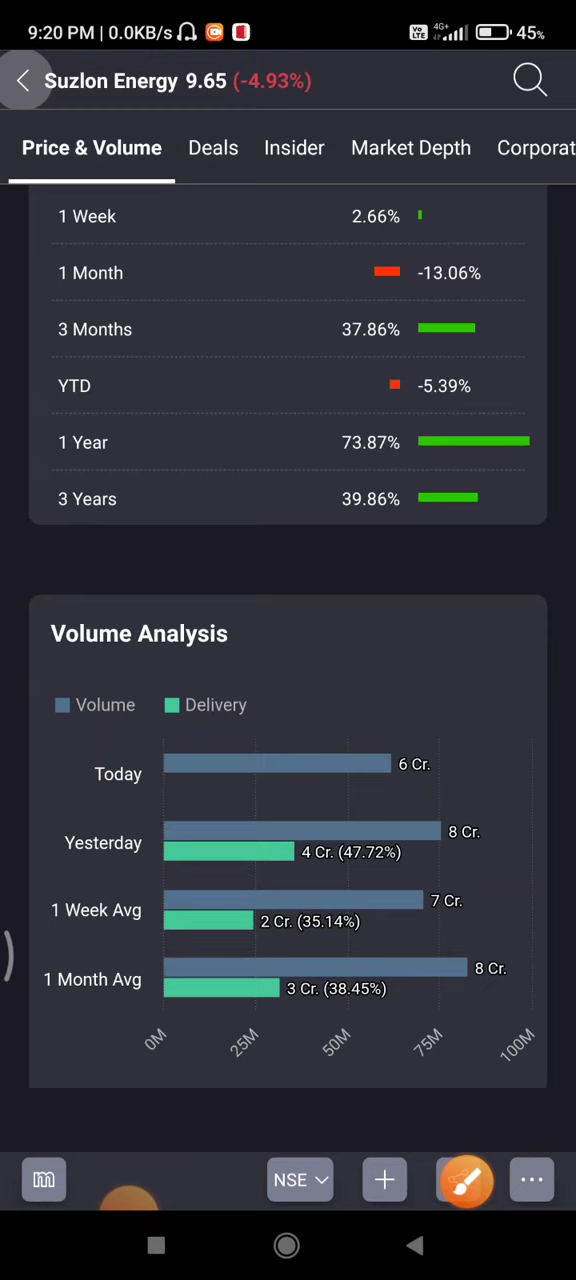 9:20 PM | 0.0KB/s Vo LTE 4G+ 45%
Suzlon Energy 9.65 (-4.93%)
Price & Volume Deals Insider Market Depth Corporat
1 Week 2.66%
1 Month -13.06%
3 Months 37.86%
YTD -5.39%
1 Year 73.87%
3 Years 39.86%
Volume Analysis
Volume Delivery
Today 6 Cr.
Yesterday 8 Cr.
4 Cr. (47.72%)
1 Week Avg 7 Cr.
2 Cr. (35.14%)
1 Month Avg 8 Cr.
3 Cr. (38.45%)
0M 25M 50M 75M 100M
m NSE